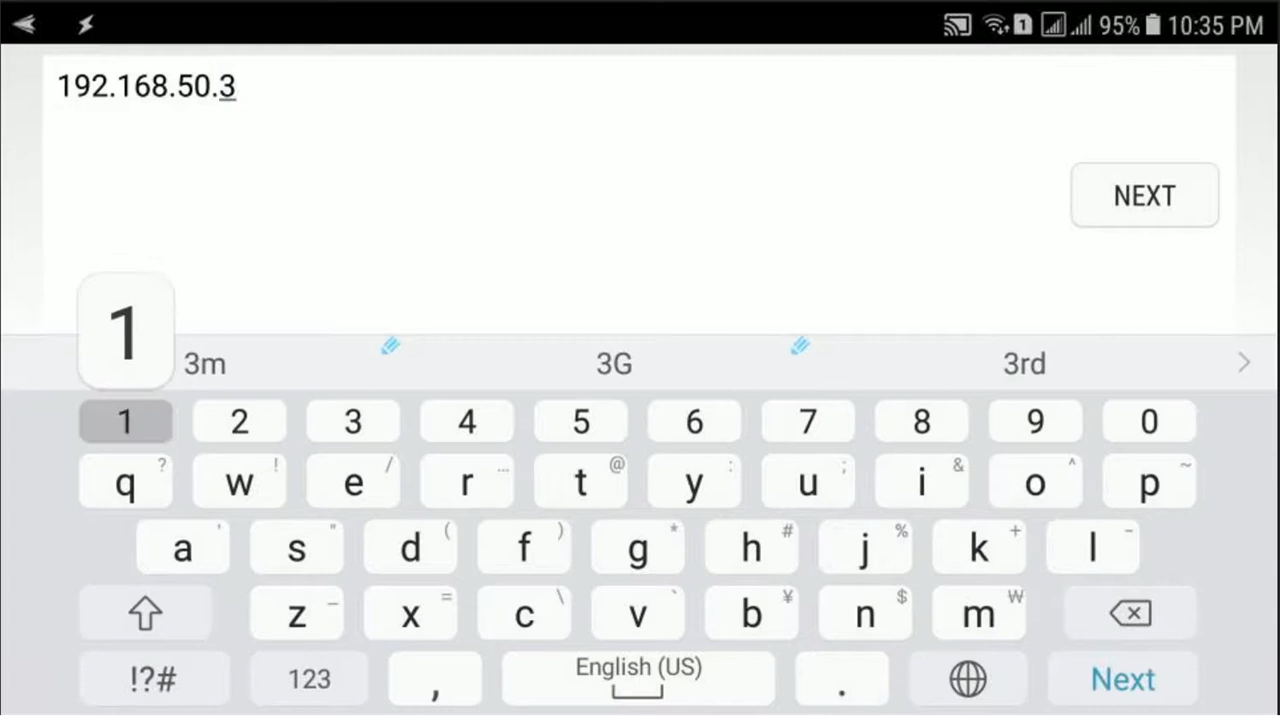 1 95% 10:35 PM
192.168.50.3
NEXT
1
3m 3G 3rd
1 2 3 4 5 6 7 8 9 0
q ? w ! e / r ... t @ y : u ; i & o ^ p ~
a ' s " d ( f ) g * h # j % k + l -
z _ x = c \ v ` b ¥ n $ m ₩
!?# 123 , English (US) . Next